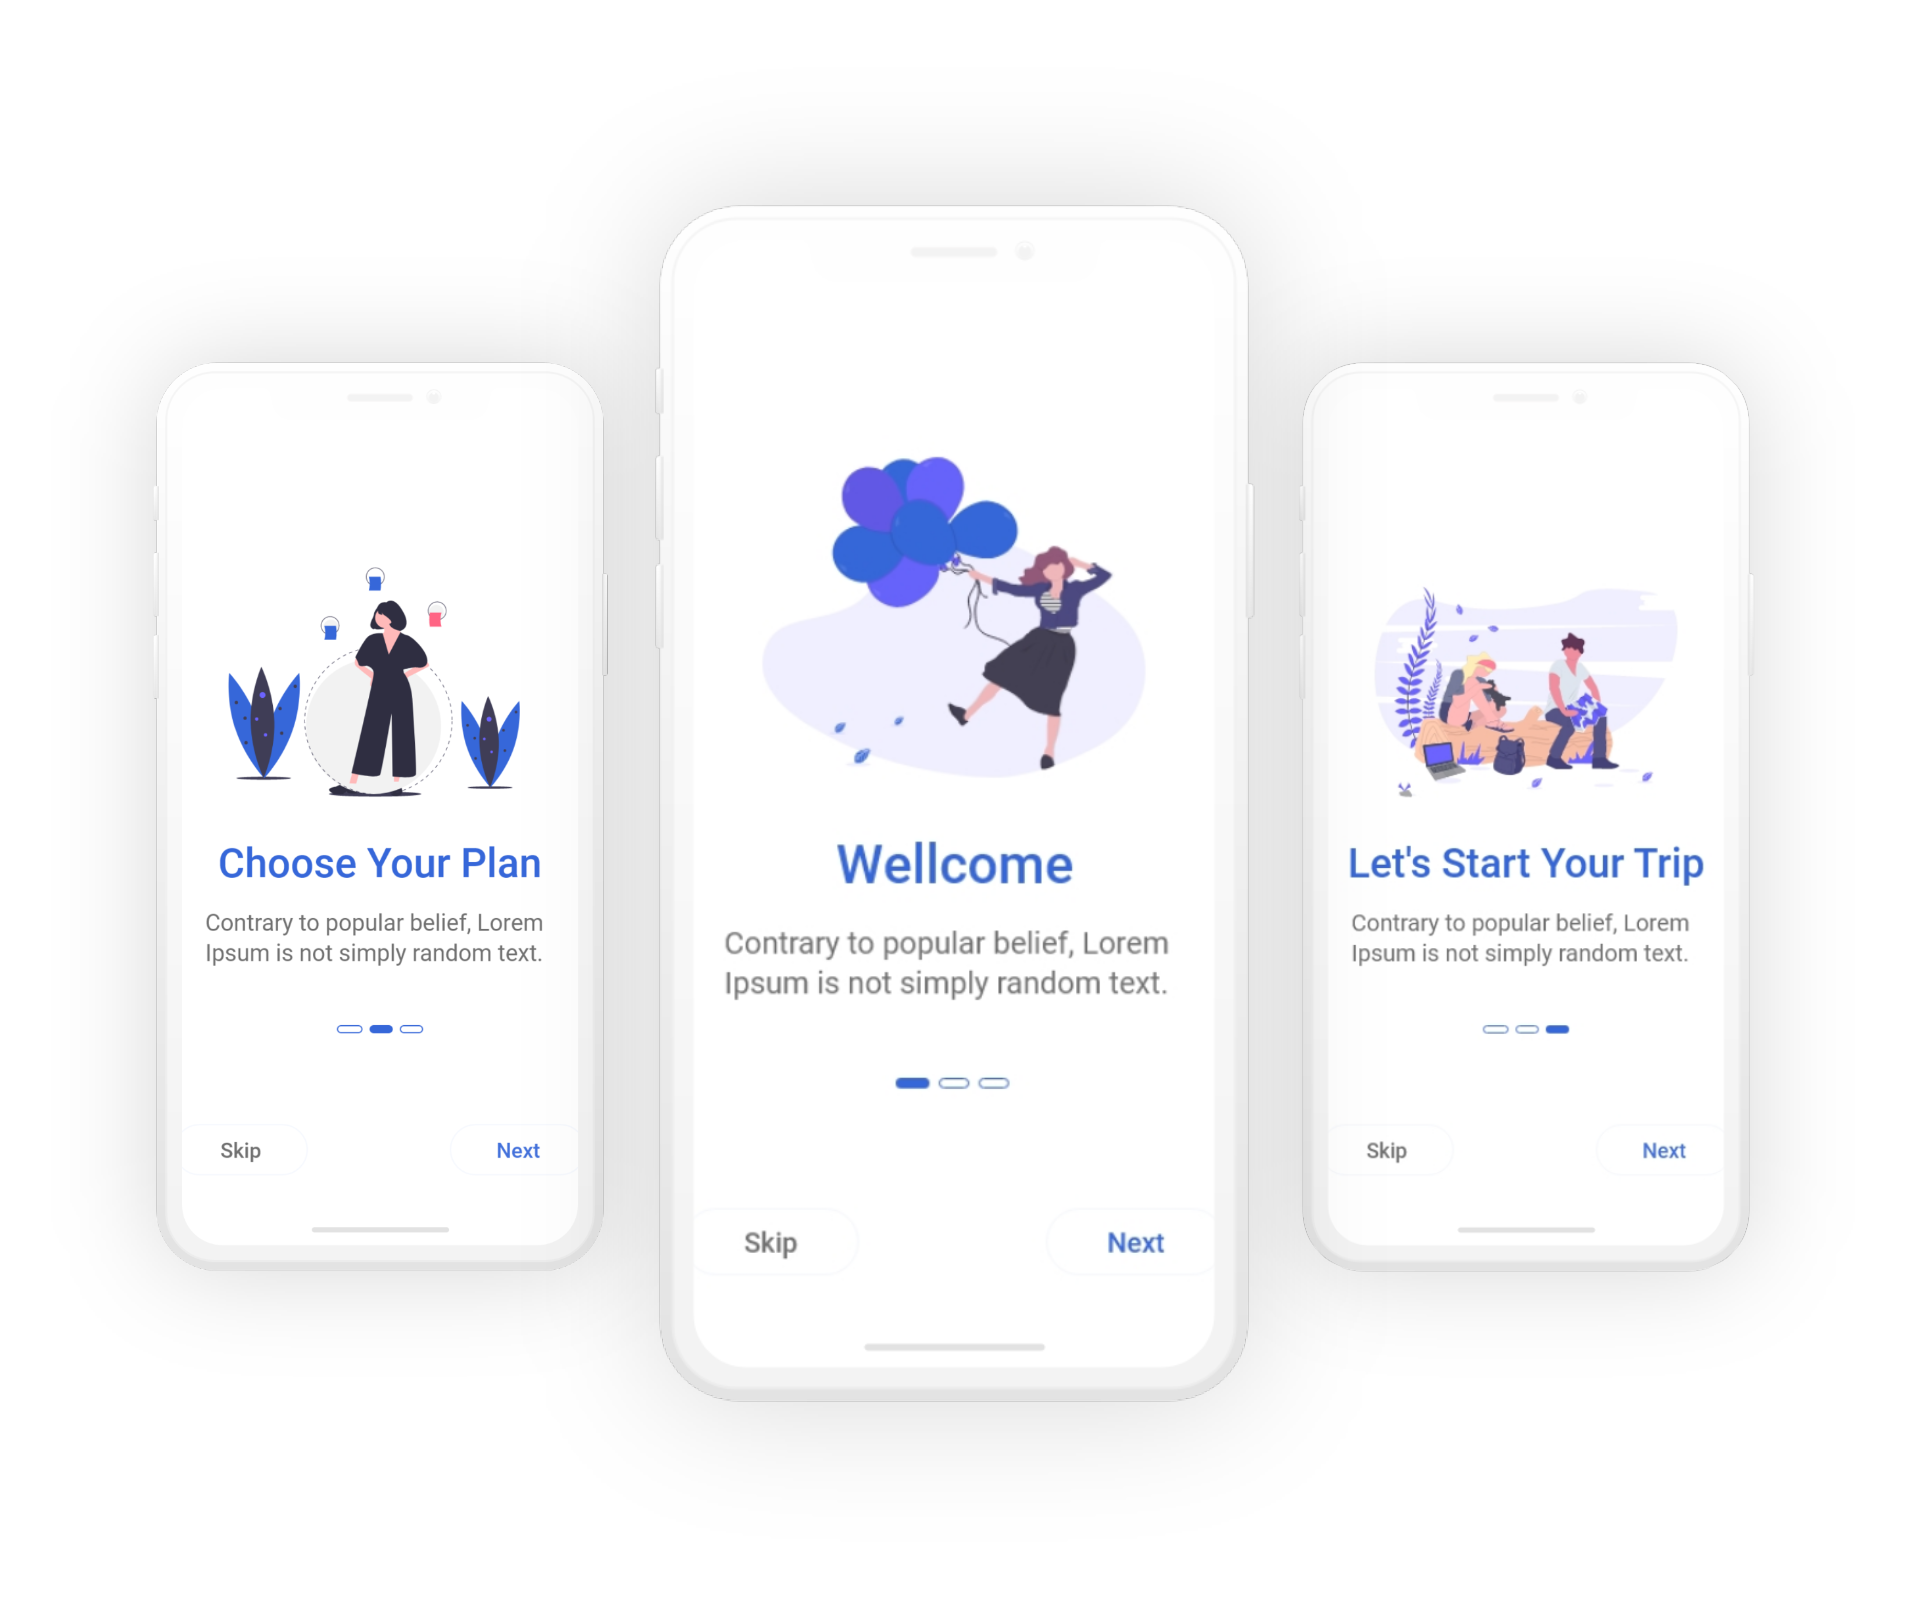 Choose Your Plan
Contrary to popular belief, Lorem
Ipsum is not simply random text.
Skip
Next
Wellcome
Contrary to popular belief, Lorem
Ipsum is not simply random text.
Skip
Next
Let's Start Your Trip
Contrary to popular belief, Lorem
Ipsum is not simply random text.
Skip
Next